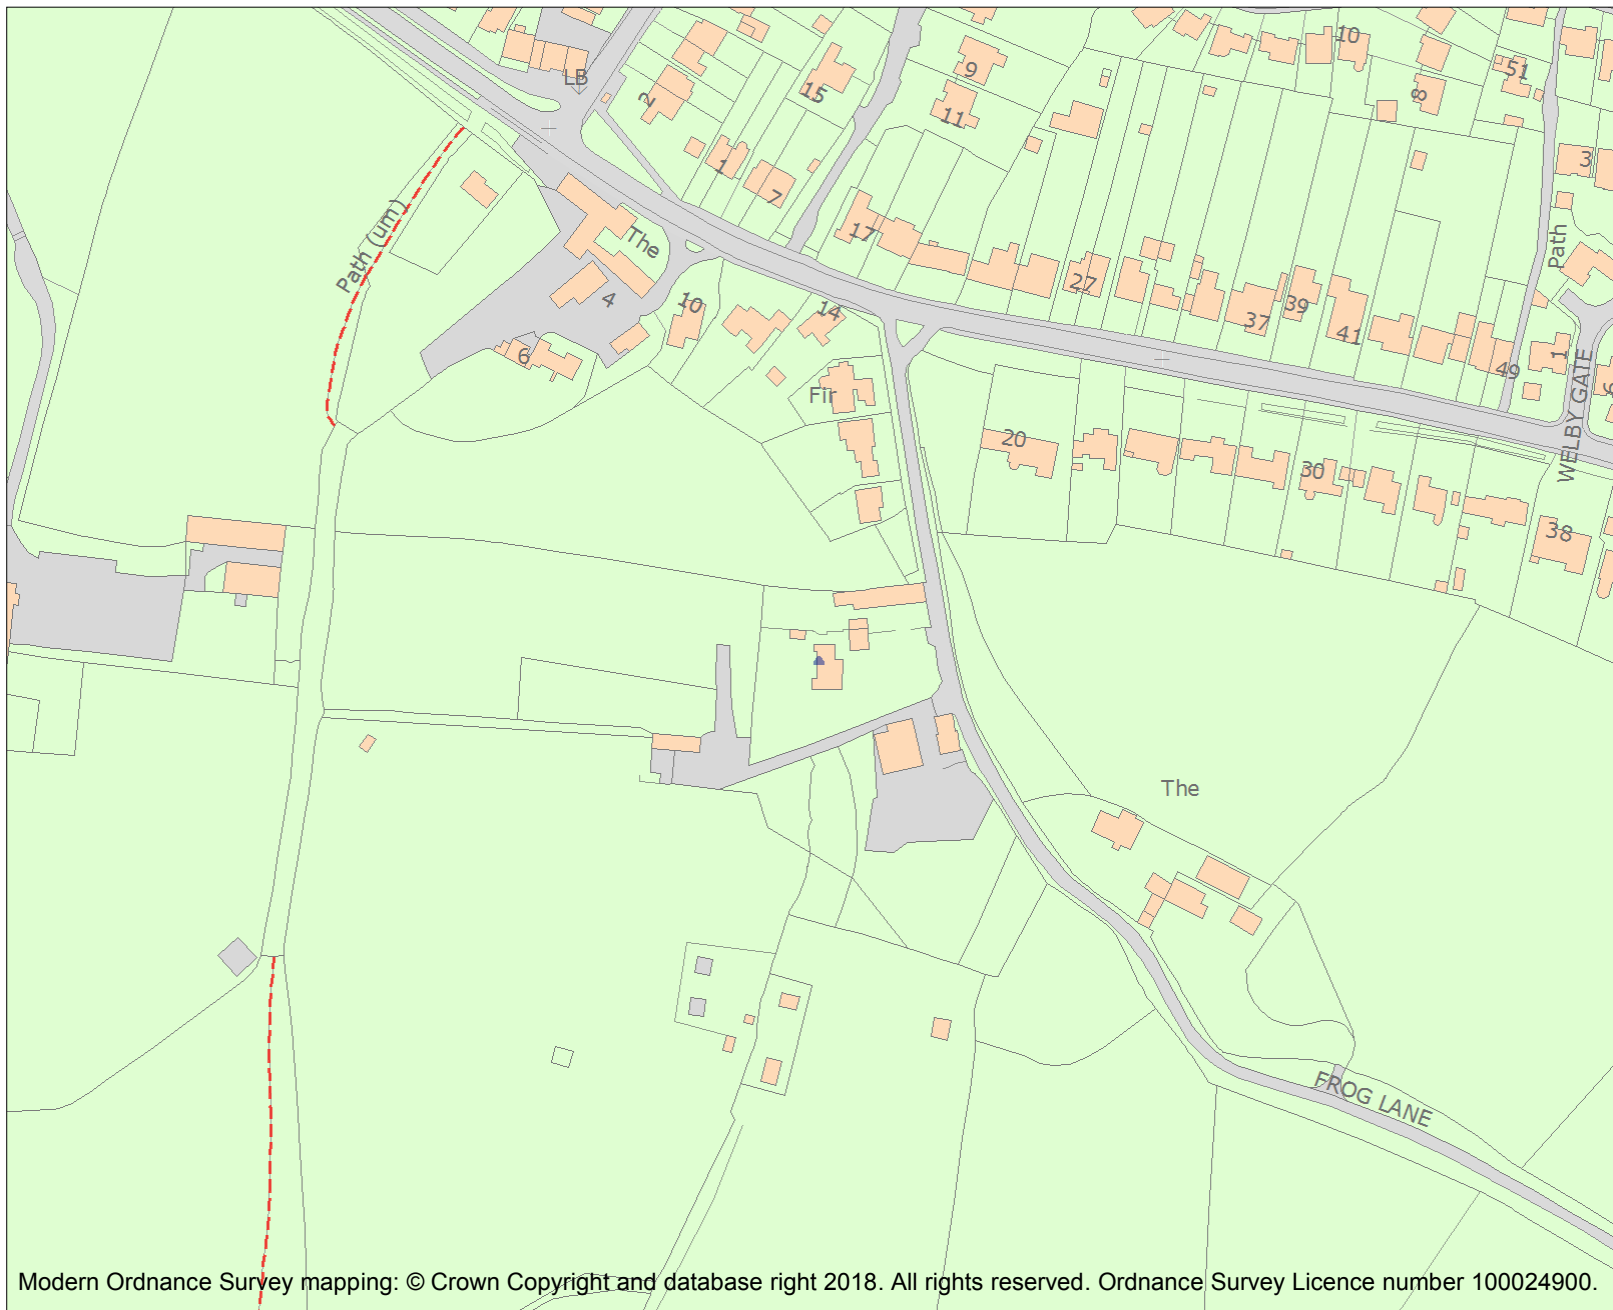 10
LB
9
51
2
15
8
11
3
1
7
Path (um)
17
The
Path
27
4
10
39
14
37
41
6
1
49
Fir
WELBY GATE
20
30
38
The
FROG LANE
Modern Ordnance Survey mapping: © Crown Copyright and database right 2018. All rights reserved. Ordnance Survey Licence number 100024900.